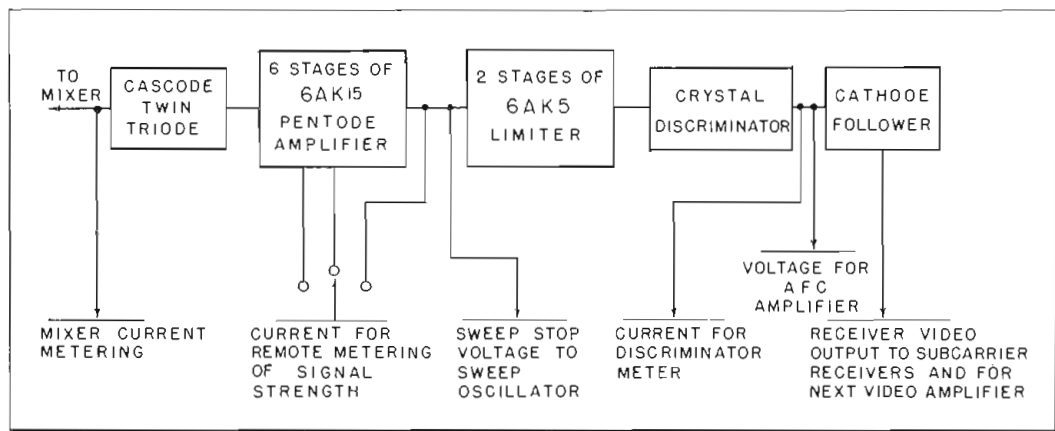 TO
MIXER
CASCODE
TWIN
TRIODE
6 STAGES OF
6AK15
PENTODE
AMPLIFIER
2 STAGES OF
6AK5
LIMITER
CRYSTAL
DISCRIMINATOR
CATHODE
FOLLOWER
MIXER CURRENT
METERING
CURRENT FOR
REMOTE METERING
OF SIGNAL
STRENGTH
SWEEP STOP
VOLTAGE TO
SWEEP
OSCILLATOR
CURRENT FOR
DISCRIMINATOR
METER
VOLTAGE FOR
AFC
AMPLIFIER
RECEIVER VIDEO
OUTPUT TO SUBCARRIER
RECEIVERS AND FOR
NEXT VIDEO AMPLIFIER